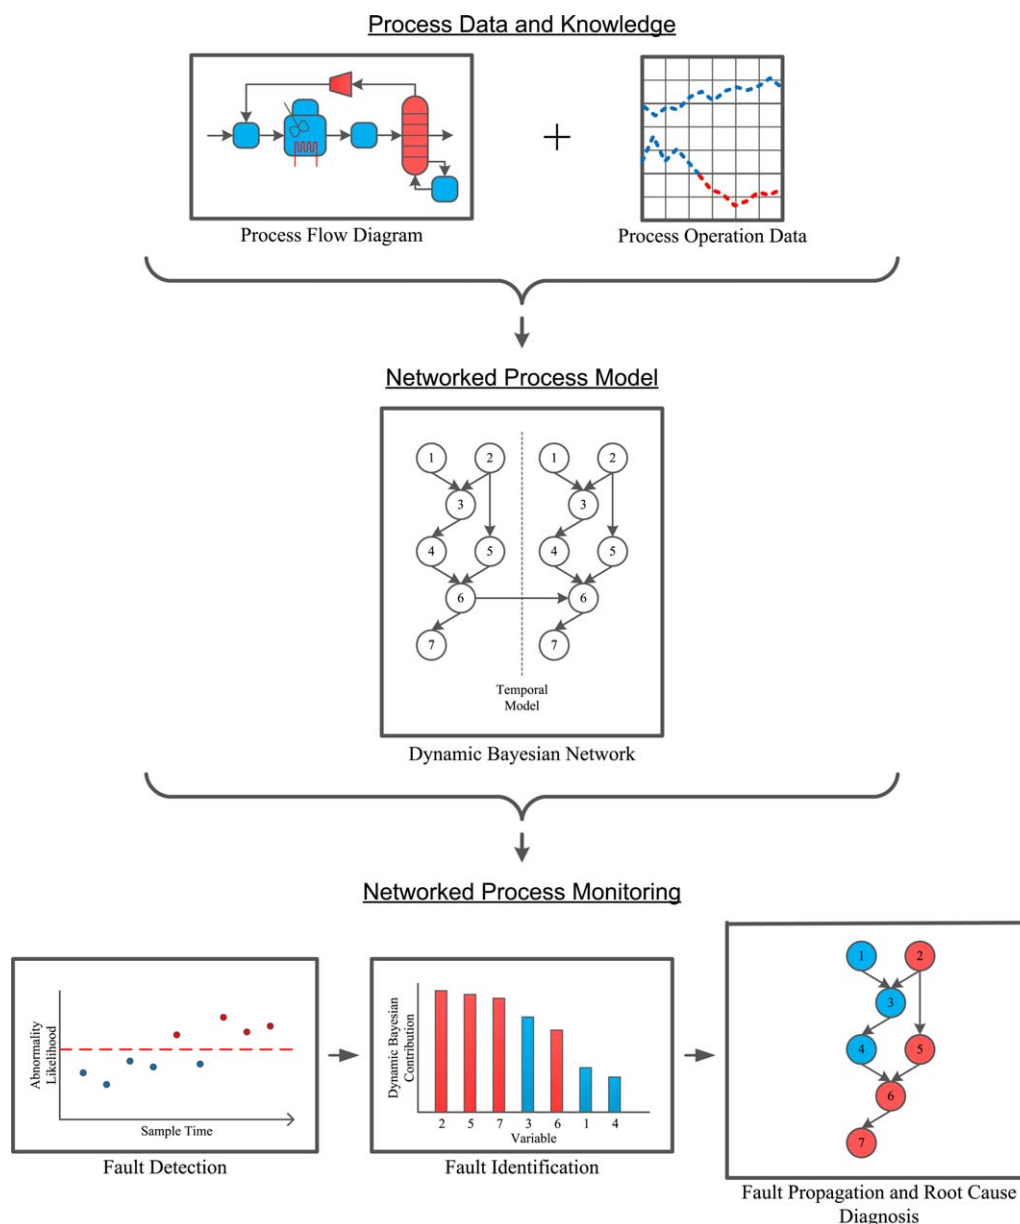 Process Data and Knowledge
+
Process Flow Diagram
Process Operation Data
Networked Process Model
1 2 1 2
3 3
4 5 4 5
6 6
7 7
Temporal
Model
Dynamic Bayesian Network
Networked Process Monitoring
Abnormality
Likelihood
Sample Time
Fault Detection
Dynamic Bayesian
Contribution
2 5 7 3 6 1 4
Variable
Fault Identification
1 2
3
4 5
6
7
Fault Propagation and Root Cause
Diagnosis